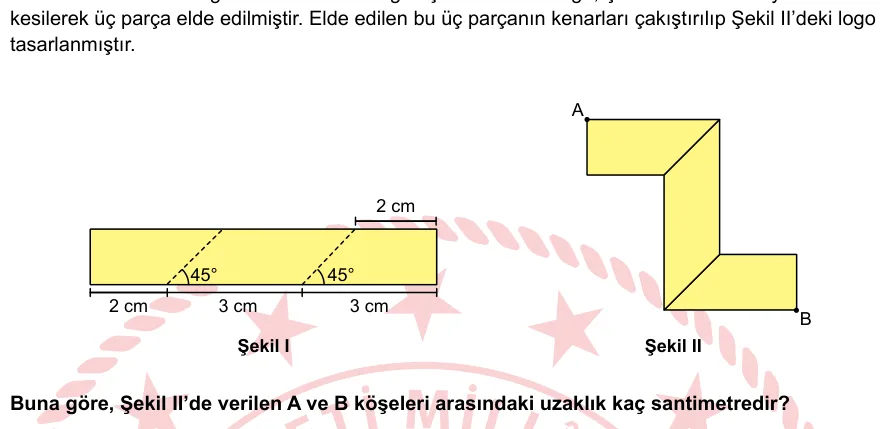 kesilerek üç parça elde edilmiştir. Elde edilen bu üç parçanın kenarları çakıştırılıp Şekil II’deki logo
tasarlanmıştır.
A
2 cm
45°
45°
2 cm
3 cm
3 cm
B
Şekil I
Şekil II
Buna göre, Şekil II’de verilen A ve B köşeleri arasındaki uzaklık kaç santimetredir?